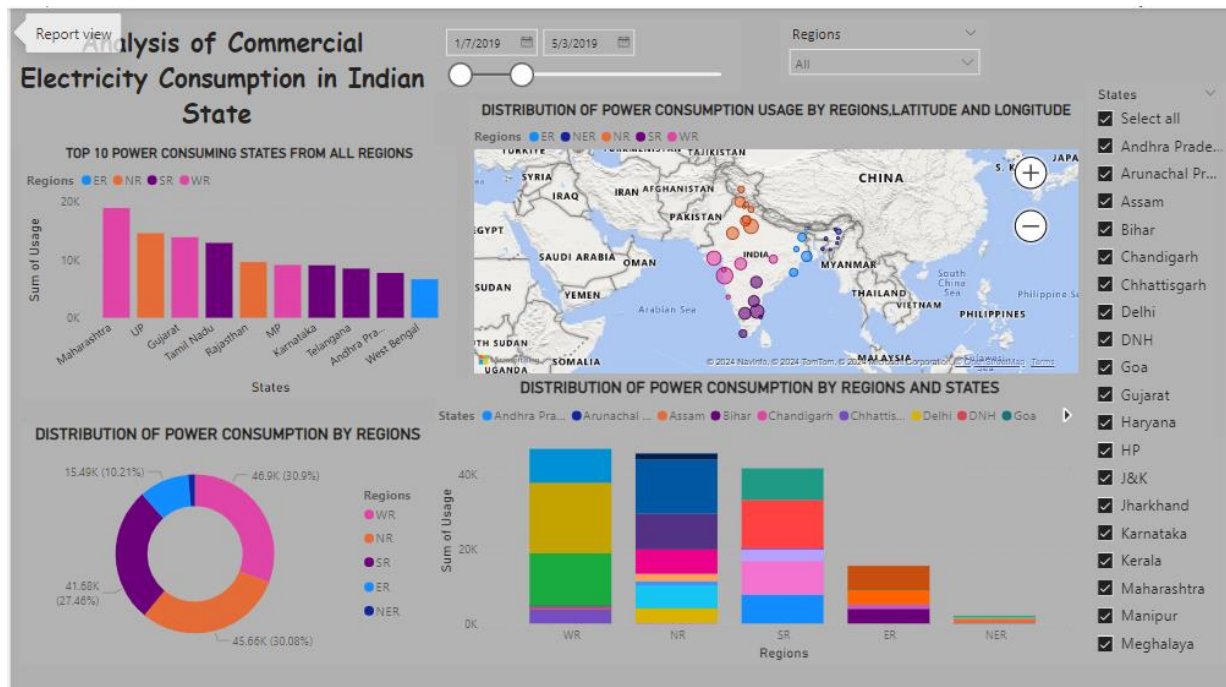 Report view
Analysis of Commercial
Electricity Consumption in Indian
State
1/7/2019
5/3/2019
Regions
All
TOP 10 POWER CONSUMING STATES FROM ALL REGIONS
Regions ER NR SR WR
20K
10K
0K
Sum of Usage
Maharashtra
UP
Gujarat
Tamil Nadu
Rajasthan
MP
Karnataka
Telangana
Andhra Pra...
West Bengal
States
DISTRIBUTION OF POWER CONSUMPTION USAGE BY REGIONS,LATITUDE AND LONGITUDE
Regions ER NER NR SR WR
SYRIA
IRAQ
IRAN
AFGHANISTAN
TAJIKISTAN
CHINA
S. K
JAPA
PAKISTAN
EGYPT
SAUDI ARABIA
OMAN
INDIA
MYANMAR
SUDAN
YEMEN
Arabian Sea
THAILAND
VIETNAM
South
China
Sea
Philippine Se
PHILIPPINES
TH SUDAN
UGANDA
SOMALIA
MALAYSIA
© 2024 NavInfo, © 2024 TomTom, © 2024 Microsoft Corporation, © OpenStreetMap Terms
DISTRIBUTION OF POWER CONSUMPTION BY REGIONS
15.49K (10.21%)
46.9K (30.9%)
41.68K
(27.46%)
45.66K (30.08%)
Regions
WR
NR
SR
ER
NER
DISTRIBUTION OF POWER CONSUMPTION BY REGIONS AND STATES
States Andhra Pra... Arunachal ... Assam Bihar Chandigarh Chhattis... Delhi DNH Goa
40K
20K
0K
Sum of Usage
WR
NR
SR
ER
NER
Regions
States
Select all
Andhra Prade...
Arunachal Pr...
Assam
Bihar
Chandigarh
Chhattisgarh
Delhi
DNH
Goa
Gujarat
Haryana
HP
J&K
Jharkhand
Karnataka
Kerala
Maharashtra
Manipur
Meghalaya